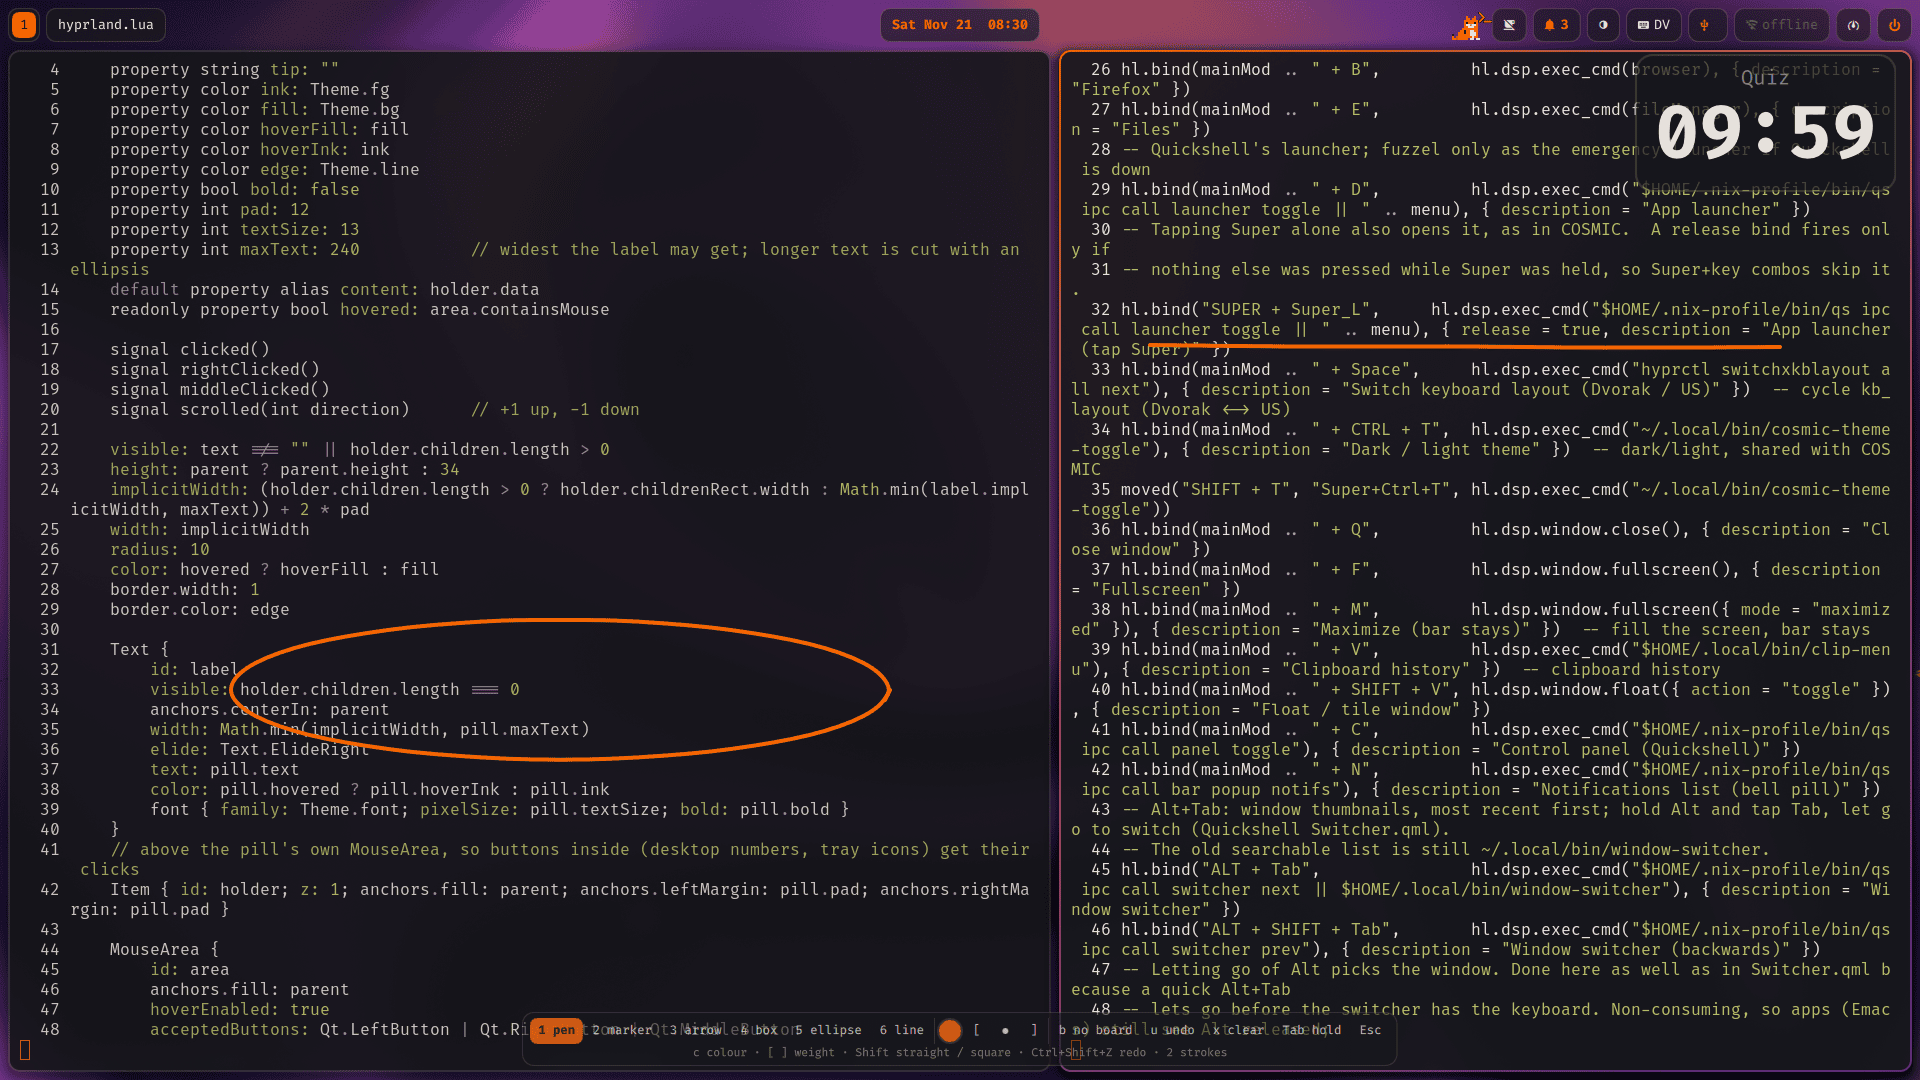 1 hyprland.lua Sat Nov 21 08:30 3 DV offline
4 property string tip: ""
5 property color ink: Theme.fg
6 property color fill: Theme.bg
7 property color hoverFill: fill
8 property color hoverInk: ink
9 property color edge: Theme.line
10 property bool bold: false
11 property int pad: 12
12 property int textSize: 13
13 property int maxText: 240 // widest the label may get; longer text is cut with an
ellipsis
14 default property alias content: holder.data
15 readonly property bool hovered: area.containsMouse
16
17 signal clicked()
18 signal rightClicked()
19 signal middleClicked()
20 signal scrolled(int direction) // +1 up, -1 down
21
22 visible: text !== "" || holder.children.length > 0
23 height: parent ? parent.height : 34
24 implicitWidth: (holder.children.length > 0 ? holder.childrenRect.width : Math.min(label.impl
icitWidth, maxText)) + 2 * pad
25 width: implicitWidth
26 radius: 10
27 color: hovered ? hoverFill : fill
28 border.width: 1
29 border.color: edge
30
31 Text {
32 id: label
33 visible: holder.children.length === 0
34 anchors.centerIn: parent
35 width: Math.min(implicitWidth, pill.maxText)
36 elide: Text.ElideRight
37 text: pill.text
38 color: pill.hovered ? pill.hoverInk : pill.ink
39 font { family: Theme.font; pixelSize: pill.textSize; bold: pill.bold }
40 }
41 // above the pill's own MouseArea, so buttons inside (desktop numbers, tray icons) get their
clicks
42 Item { id: holder; z: 1; anchors.fill: parent; anchors.leftMargin: pill.pad; anchors.rightMa
rgin: pill.pad }
43
44 MouseArea {
45 id: area
46 anchors.fill: parent
47 hoverEnabled: true
48 acceptedButtons: Qt.LeftButton | Qt.RightButton | Qt.MiddleButton
26 hl.bind(mainMod .. " + B", hl.dsp.exec_cmd(browser), { description =
"Firefox" })
27 hl.bind(mainMod .. " + E", hl.dsp.exec_cmd(fileManager), { descriptio
n = "Files" })
28 -- Quickshell's launcher; fuzzel only as the emergency launcher if Quickshell
is down
29 hl.bind(mainMod .. " + D", hl.dsp.exec_cmd("$HOME/.nix-profile/bin/qs
ipc call launcher toggle || " .. menu), { description = "App launcher" })
30 -- Tapping Super alone also opens it, as in COSMIC. A release bind fires onl
y if
31 -- nothing else was pressed while Super was held, so Super+key combos skip it
.
32 hl.bind("SUPER + Super_L", hl.dsp.exec_cmd("$HOME/.nix-profile/bin/qs ipc
call launcher toggle || " .. menu), { release = true, description = "App launcher
(tap Super)" })
33 hl.bind(mainMod .. " + Space", hl.dsp.exec_cmd("hyprctl switchxkblayout a
ll next"), { description = "Switch keyboard layout (Dvorak / US)" }) -- cycle kb_
layout (Dvorak <-> US)
34 hl.bind(mainMod .. " + CTRL + T", hl.dsp.exec_cmd("~/.local/bin/cosmic-theme
-toggle"), { description = "Dark / light theme" }) -- dark/light, shared with COS
MIC
35 moved("SHIFT + T", "Super+Ctrl+T", hl.dsp.exec_cmd("~/.local/bin/cosmic-theme
-toggle"))
36 hl.bind(mainMod .. " + Q", hl.dsp.window.close(), { description = "Cl
ose window" })
37 hl.bind(mainMod .. " + F", hl.dsp.window.fullscreen(), { description
= "Fullscreen" })
38 hl.bind(mainMod .. " + M", hl.dsp.window.fullscreen({ mode = "maximiz
ed" }), { description = "Maximize (bar stays)" }) -- fill the screen, bar stays
39 hl.bind(mainMod .. " + V", hl.dsp.exec_cmd("$HOME/.local/bin/clip-men
u"), { description = "Clipboard history" }) -- clipboard history
40 hl.bind(mainMod .. " + SHIFT + V", hl.dsp.window.float({ action = "toggle" })
, { description = "Float / tile window" })
41 hl.bind(mainMod .. " + C", hl.dsp.exec_cmd("$HOME/.nix-profile/bin/qs
ipc call panel toggle"), { description = "Control panel (Quickshell)" })
42 hl.bind(mainMod .. " + N", hl.dsp.exec_cmd("$HOME/.nix-profile/bin/qs
ipc call bar popup notifs"), { description = "Notifications list (bell pill)" })
43 -- Alt+Tab: window thumbnails, most recent first; hold Alt and tap Tab, let g
o to switch (Quickshell Switcher.qml).
44 -- The old searchable list is still ~/.local/bin/window-switcher.
45 hl.bind("ALT + Tab", hl.dsp.exec_cmd("$HOME/.nix-profile/bin/qs
ipc call switcher next || $HOME/.local/bin/window-switcher"), { description = "Wi
ndow switcher" })
46 hl.bind("ALT + SHIFT + Tab", hl.dsp.exec_cmd("$HOME/.nix-profile/bin/qs
ipc call switcher prev"), { description = "Window switcher (backwards)" })
47 -- Letting go of Alt picks the window. Done here as well as in Switcher.qml b
ecause a quick Alt+Tab
48 -- lets go before the switcher has the keyboard. Non-consuming, so apps (Emac
Quiz
09:59
1 pen 2 marker 3 arrow 4 box 5 ellipse 6 line [ ● ] b no board u undo x clear Tab hold Esc
c colour · [ ] weight · Shift straight / square · Ctrl+Shift+Z redo · 2 strokes